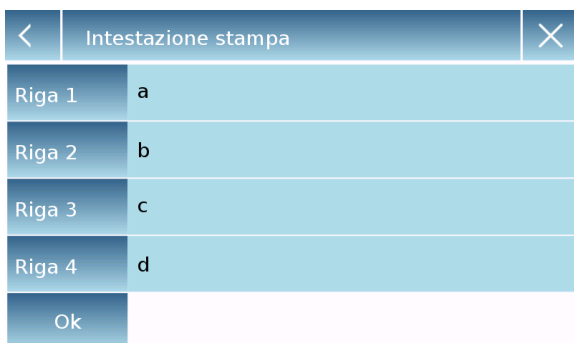 Intestazione stampa
Riga 1 a
Riga 2 b
Riga 3 c
Riga 4 d
Ok